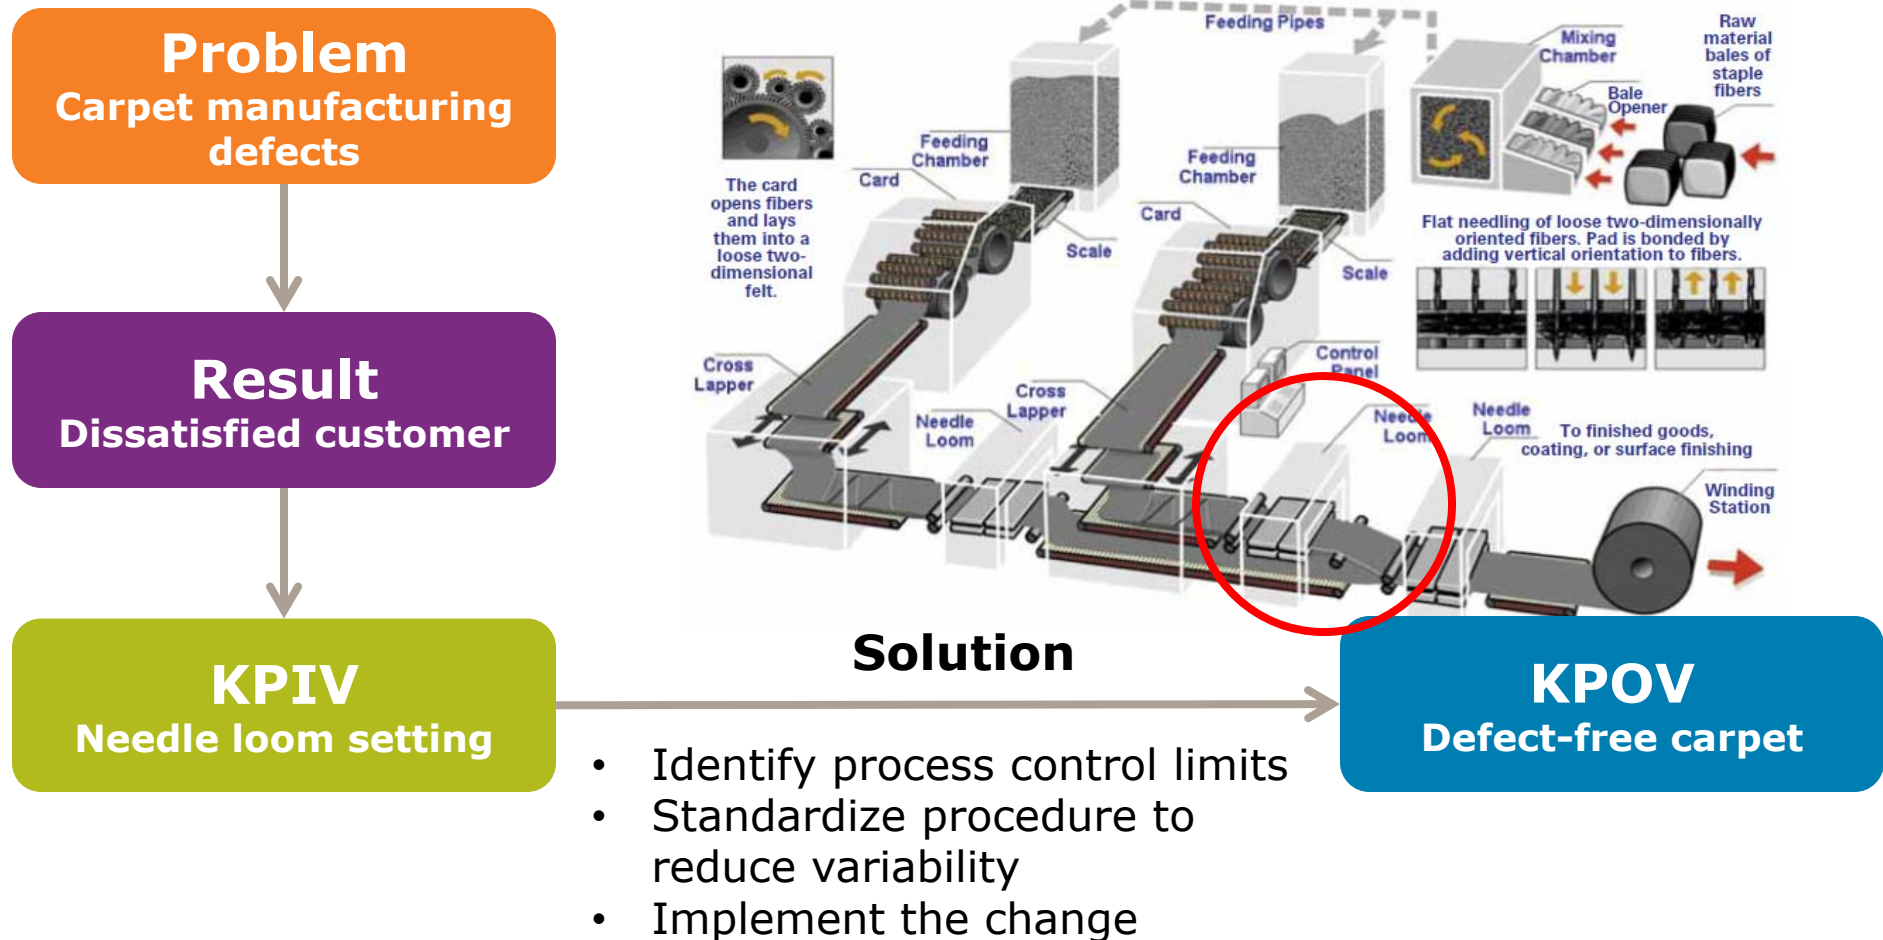 Problem
Carpet manufacturing
defects
Result
Dissatisfied customer
KPIV
Needle loom setting
Feeding Pipes
Mixing
Chamber
Raw
material
bales of
staple
fibers
Bale
Opener
Feeding
Chamber
Feeding
Chamber
Card
Card
The card
opens fibers
and lays
them into a
loose two-
dimensional
felt.
Scale
Scale
Flat needling of loose two-dimensionally
oriented fibers. Pad is bonded by
adding vertical orientation to fibers.
Cross
Lapper
Control
Panel
Cross
Lapper
Needle
Loom
Needle
Loom
Needle
Loom
To finished goods,
coating, or surface finishing
Winding
Station
Solution
• Identify process control limits
• Standardize procedure to
reduce variability
• Implement the change
KPOV
Defect-free carpet